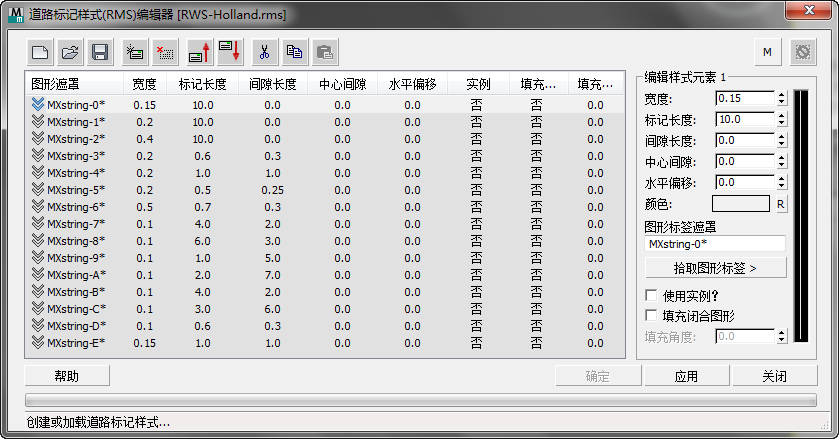 道路标记样式(RMS)编辑器 [RWS-Holland.rms]
M
图形遮罩 宽度 标记长度 间隙长度 中心间隙 水平偏移 实例 填充... 填充...
MXstring-0* 0.15 10.0 0.0 0.0 0.0 否 否 0.0
MXstring-1* 0.2 10.0 0.0 0.0 0.0 否 否 0.0
MXstring-2* 0.4 10.0 0.0 0.0 0.0 否 否 0.0
MXstring-3* 0.2 0.6 0.3 0.0 0.0 否 否 0.0
MXstring-4* 0.2 1.0 1.0 0.0 0.0 否 否 0.0
MXstring-5* 0.2 0.5 0.25 0.0 0.0 否 否 0.0
MXstring-6* 0.5 0.7 0.3 0.0 0.0 否 否 0.0
MXstring-7* 0.1 4.0 2.0 0.0 0.0 否 否 0.0
MXstring-8* 0.1 6.0 3.0 0.0 0.0 否 否 0.0
MXstring-9* 0.1 1.0 5.0 0.0 0.0 否 否 0.0
MXstring-A* 0.1 2.0 7.0 0.0 0.0 否 否 0.0
MXstring-B* 0.1 4.0 2.0 0.0 0.0 否 否 0.0
MXstring-C* 0.1 3.0 6.0 0.0 0.0 否 否 0.0
MXstring-D* 0.1 0.6 0.3 0.0 0.0 否 否 0.0
MXstring-E* 0.15 1.0 1.0 0.0 0.0 否 否 0.0
编辑样式元素 1
宽度: 0.15
标记长度: 10.0
间隙长度: 0.0
中心间隙: 0.0
水平偏移: 0.0
颜色: R
图形标签遮罩
MXstring-0*
拾取图形标签 >
使用实例?
填充闭合图形
填充角度: 0.0
帮助 确定 应用 关闭
创建或加载道路标记样式...